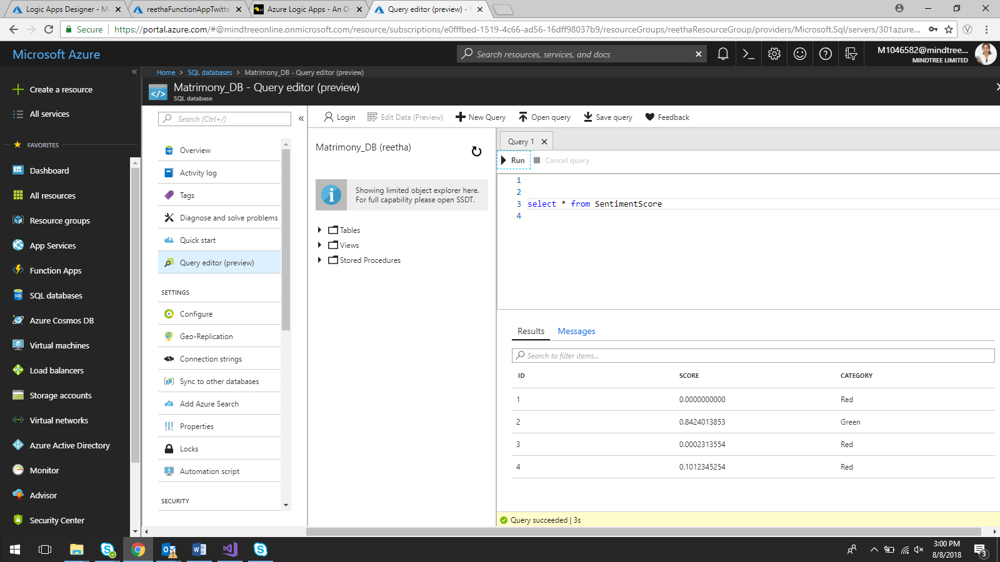 Logic Apps Designer - Mi
reethaFunctionAppTwitte
Azure Logic Apps - An Ov
Query editor (preview) -
Secure
https://portal.azure.com/#@mindtreeonline.onmicrosoft.com/resource/subscriptions/e0fffbed-1519-4c66-ad56-16dff98037b9/resourceGroups/reethaResourceGroup/providers/Microsoft.Sql/servers/301azure...
Microsoft Azure
Search resources, services, and docs
M1046582@mindtree...
MINDTREE LIMITED
Create a resource
All services
FAVORITES
Dashboard
All resources
Resource groups
App Services
Function Apps
SQL databases
Azure Cosmos DB
Virtual machines
Load balancers
Storage accounts
Virtual networks
Azure Active Directory
Monitor
Advisor
Security Center
Home > SQL databases > Matrimony_DB - Query editor (preview)
Matrimony_DB - Query editor (preview)
SQL database
Search (Ctrl+/)
Overview
Activity log
Tags
Diagnose and solve problems
Quick start
Query editor (preview)
SETTINGS
Configure
Geo-Replication
Connection strings
Sync to other databases
Add Azure Search
Properties
Locks
Automation script
SECURITY
Login
Edit Data (Preview)
New Query
Open query
Save query
Feedback
Matrimony_DB (reetha)
Showing limited object explorer here.
For full capability please open SSDT.
Tables
Views
Stored Procedures
Query 1
Run
Cancel query
1
2
3 select * from SentimentScore
4
Results Messages
Search to filter items...
ID SCORE CATEGORY
1 0.0000000000 Red
2 0.8424013853 Green
3 0.0002313554 Red
4 0.1012345254 Red
Query succeeded | 3s
3:00 PM
8/8/2018
3